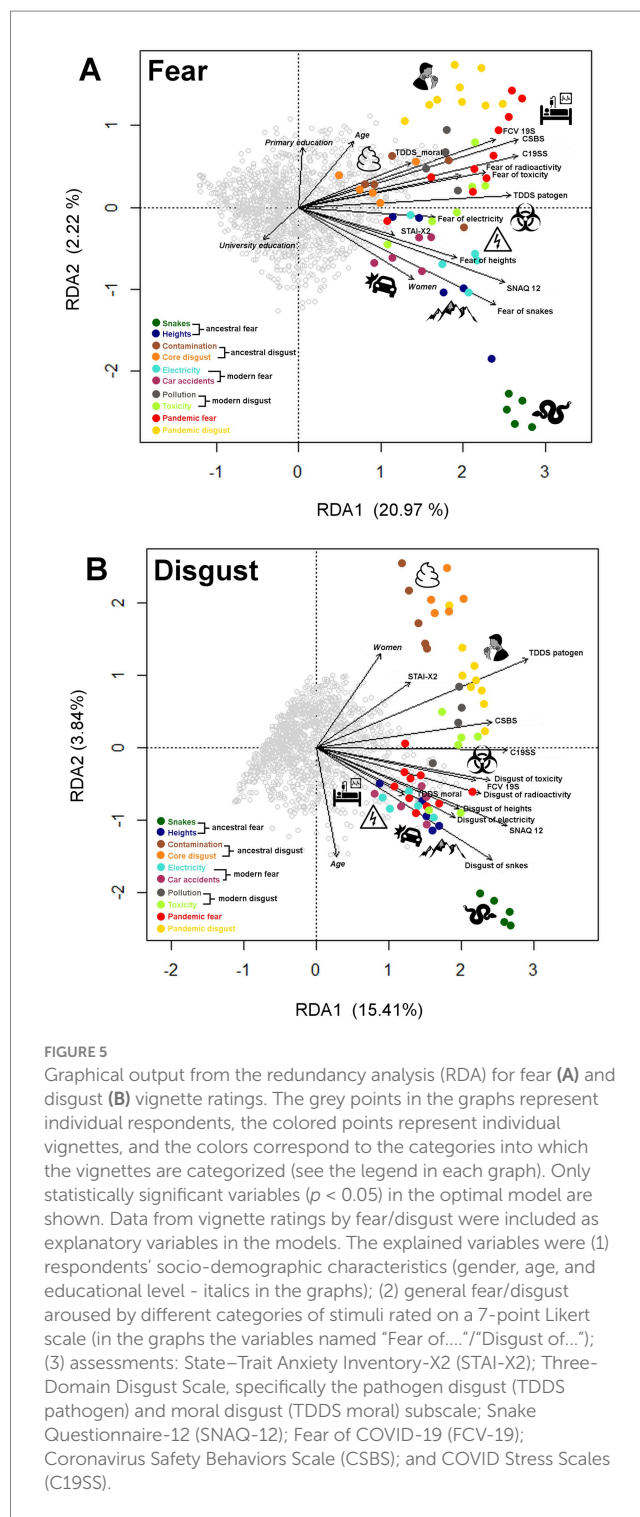 A Fear
Primary education
Age
TDDS_moral
FCV 19S
CSBS
C19SS
Fear of radioactivity
Fear of toxicity
TDDS patogen
Fear of electricity
University education
STAI-X2
Fear of heights
Women
SNAQ 12
Fear of snakes
Snakes
Heights
ancestral fear
Contamination
Core disgust
ancestral disgust
Electricity
Car accidents
modern fear
Pollution
Toxicity
modern disgust
Pandemic fear
Pandemic disgust
RDA2 (2.22 %)
1
0
-1
-2
-1 0 1 2 3
RDA1 (20.97 %)
B Disgust
Women
STAI-X2
TDDS patogen
CSBS
C19SS
Disgust of toxicity
FCV 19S
TDDS moral
Disgust of radioactivity
Disgust of heights
Disgust of electricity
SNAQ 12
Age
Disgust of snkes
Snakes
Heights
ancestral fear
Contamination
Core disgust
ancestral disgust
Electricity
Car accidents
modern fear
Pollution
Toxicity
modern disgust
Pandemic fear
Pandemic disgust
RDA2 (3.84%)
2
1
0
-1
-2
-2 -1 0 1 2 3
RDA1 (15.41%)
FIGURE 5
Graphical output from the redundancy analysis (RDA) for fear (A) and
disgust (B) vignette ratings. The grey points in the graphs represent
individual respondents, the colored points represent individual
vignettes, and the colors correspond to the categories into which
the vignettes are categorized (see the legend in each graph). Only
statistically significant variables (p < 0.05) in the optimal model are
shown. Data from vignette ratings by fear/disgust were included as
explanatory variables in the models. The explained variables were (1)
respondents’ socio-demographic characteristics (gender, age, and
educational level - italics in the graphs); (2) general fear/disgust
aroused by different categories of stimuli rated on a 7-point Likert
scale (in the graphs the variables named “Fear of....”/“Disgust of...”);
(3) assessments: State–Trait Anxiety Inventory-X2 (STAI-X2); Three-
Domain Disgust Scale, specifically the pathogen disgust (TDDS
pathogen) and moral disgust (TDDS moral) subscale; Snake
Questionnaire-12 (SNAQ-12); Fear of COVID-19 (FCV-19);
Coronavirus Safety Behaviors Scale (CSBS); and COVID Stress Scales
(C19SS).